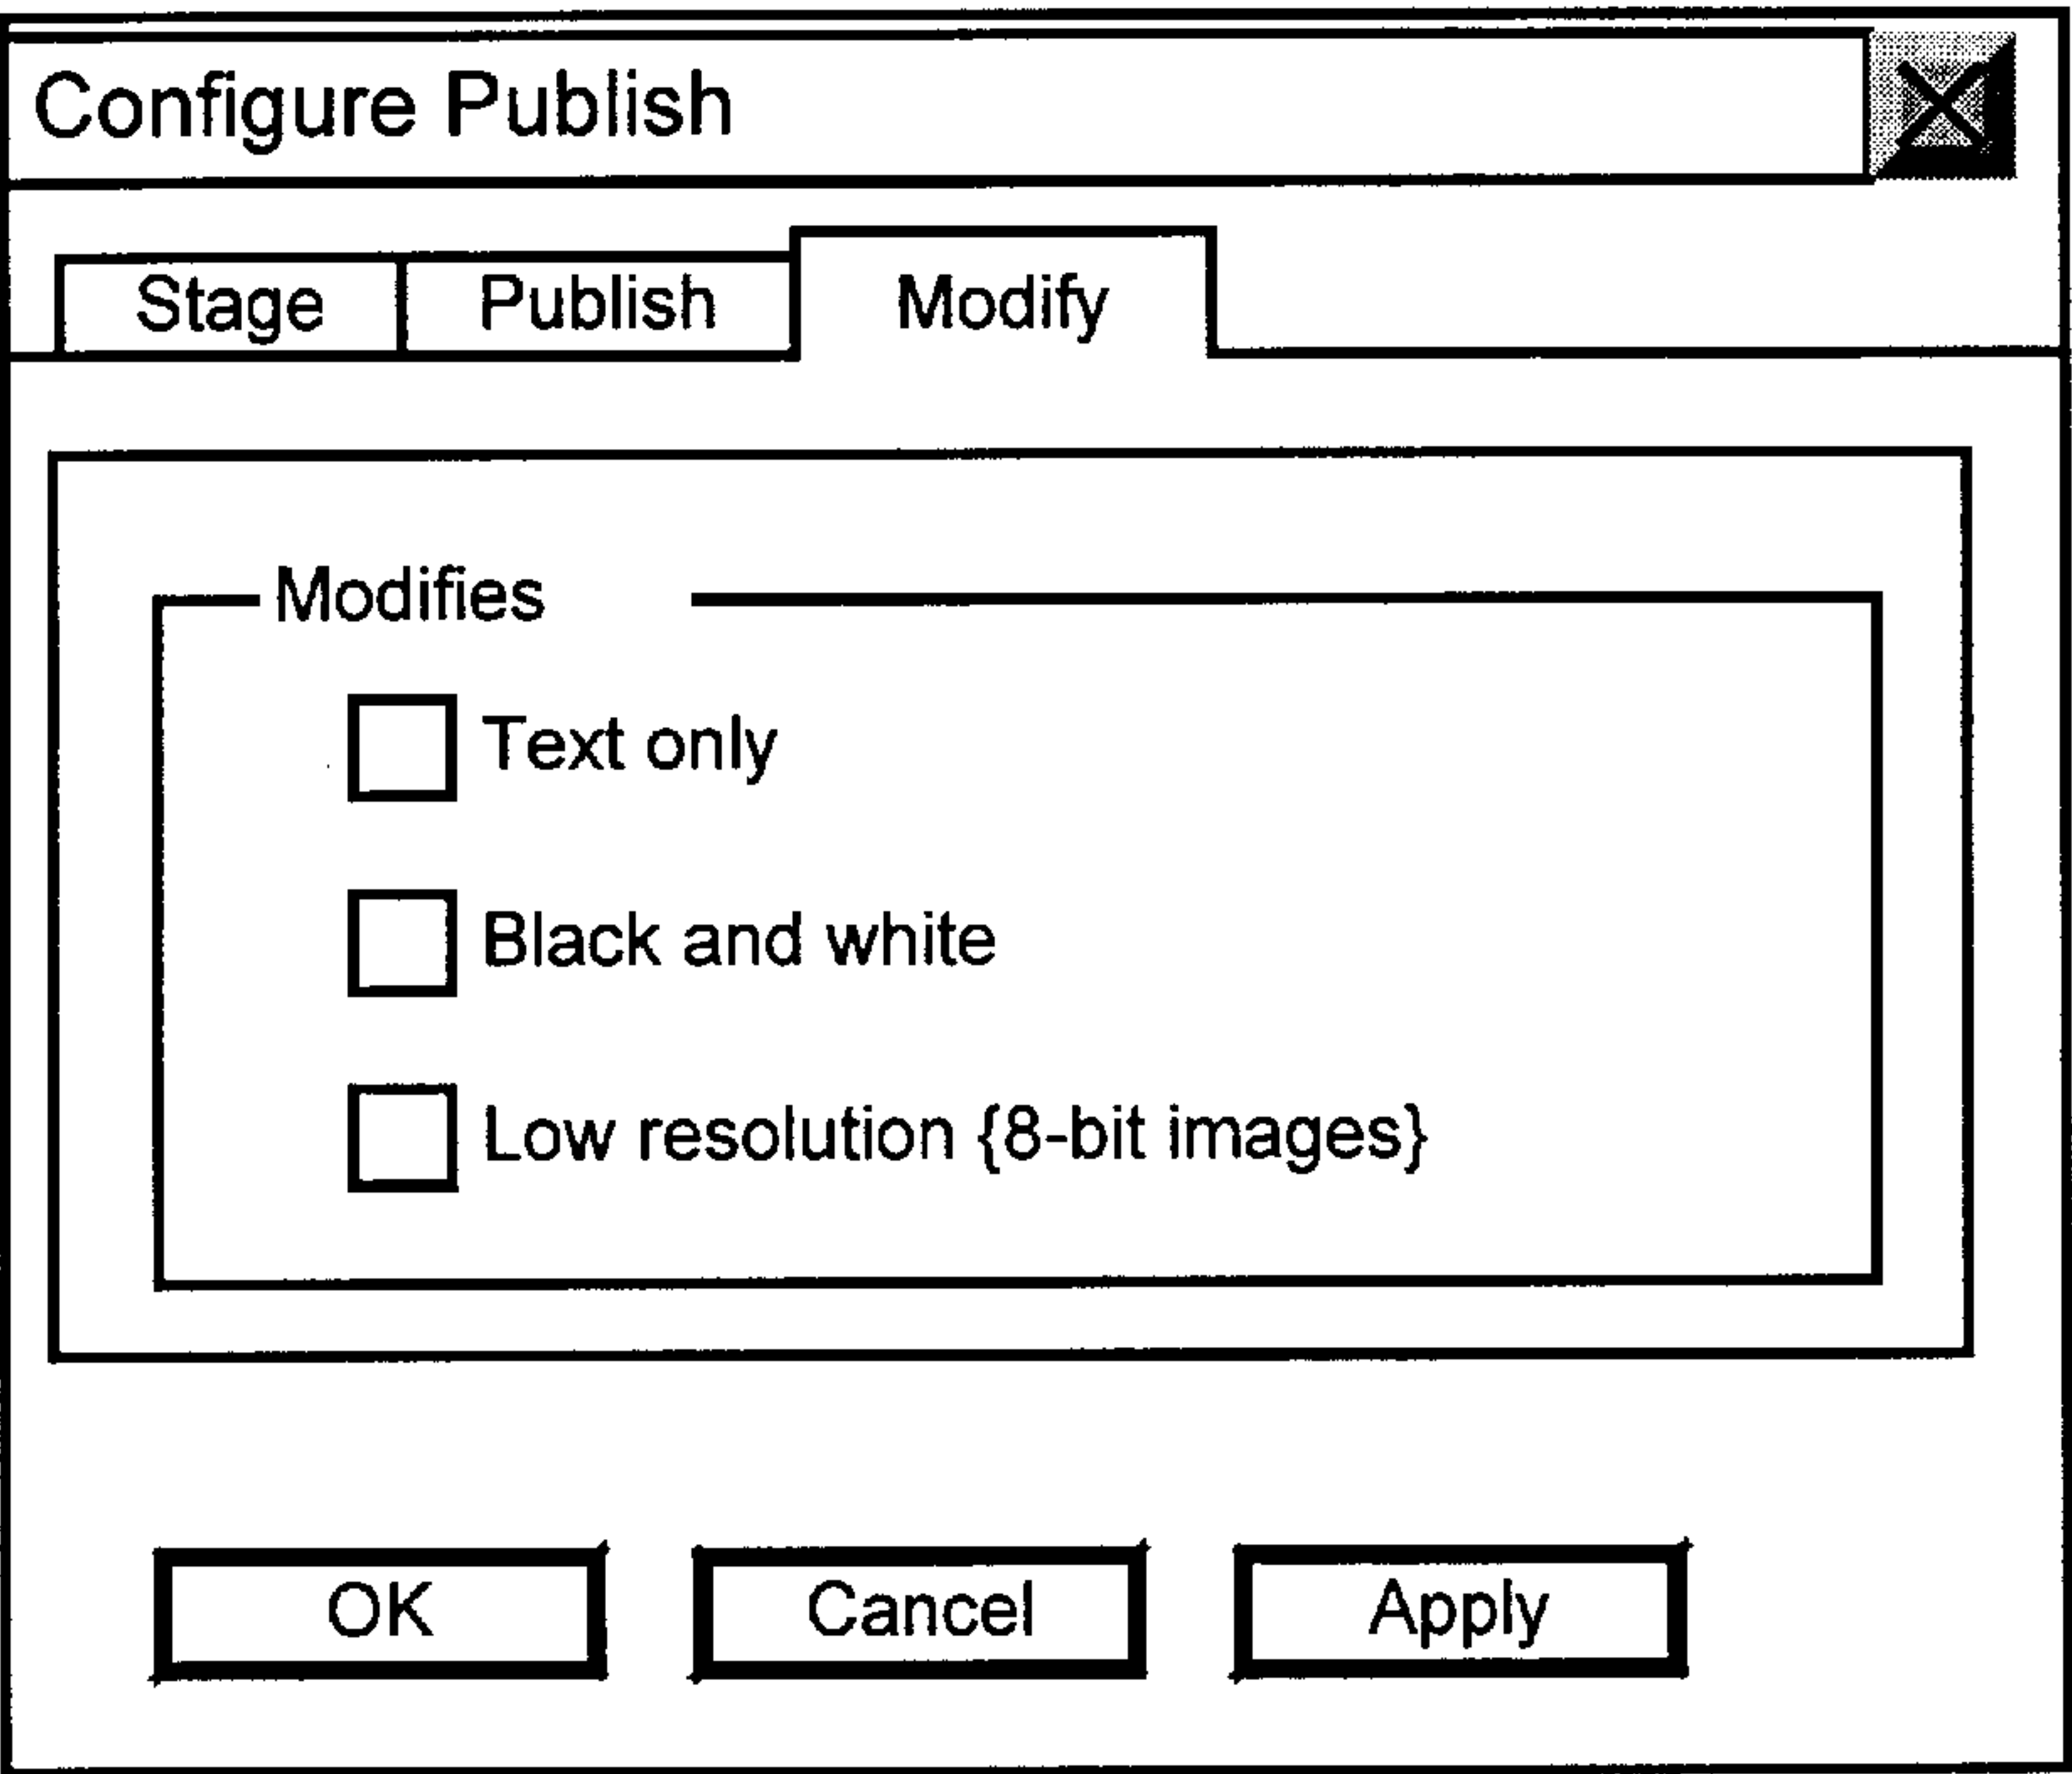 Configure Publish
Stage Publish Modify
Modifies
Text only
Black and white
Low resolution {8-bit images}
OK Cancel Apply